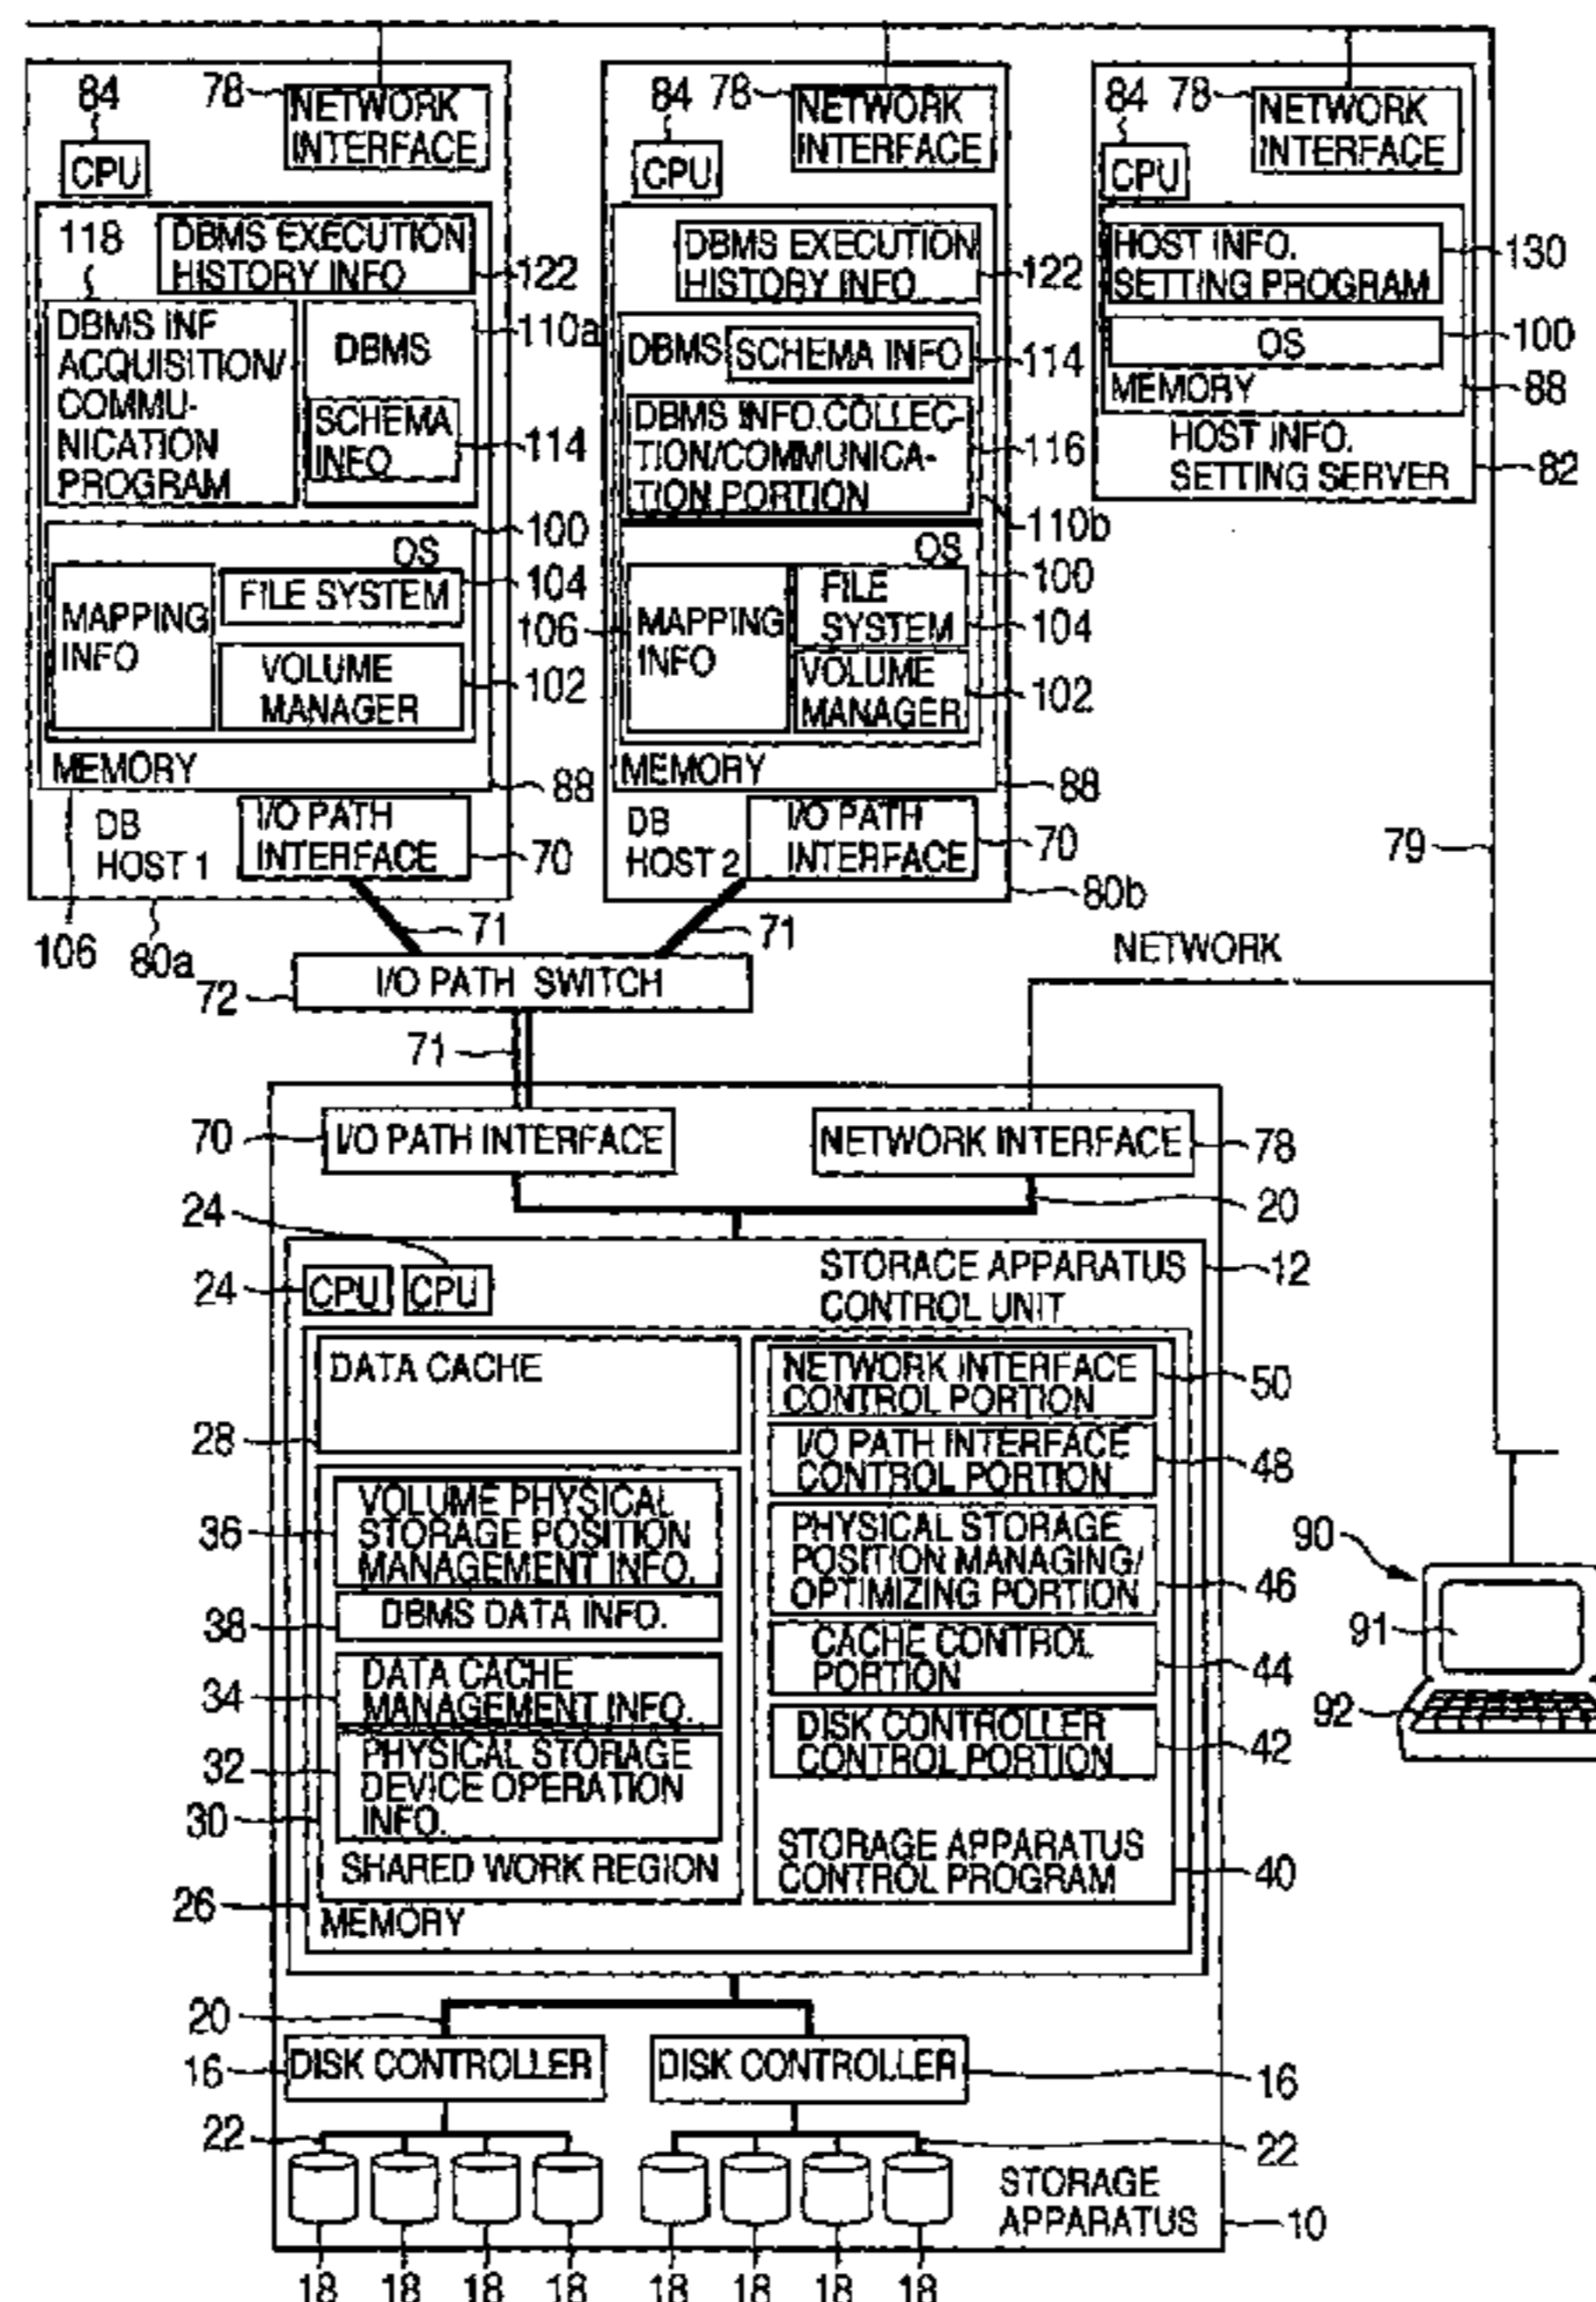 84
78
NETWORK
INTERFACE
CPU
118
DBMS EXECUTION
HISTORY INFO
122
DBMS INF
ACQUISITION/
COMMU-
NICATION
PROGRAM
DBMS
110a
SCHEMA
INFO
114
100
OS
104
FILE SYSTEM
MAPPING
INFO
VOLUME
MANAGER
102
MEMORY
88
DB
HOST 1
I/O PATH
INTERFACE
70
106
80a
71
84
78
NETWORK
INTERFACE
CPU
DBMS EXECUTION
HISTORY INFO
122
DBMS
SCHEMA INFO
114
DBMS INFO.COLLEC-
TION/COMMUNICA-
TION PORTION
116
110b
OS
100
106
MAPPING
INFO
FILE
SYSTEM
104
VOLUME
MANAGER
102
MEMORY
88
DB
HOST 2
I/O PATH
INTERFACE
70
80b
71
84
78
NETWORK
INTERFACE
CPU
HOST INFO.
SETTING PROGRAM
130
OS
100
MEMORY
88
HOST INFO.
SETTING SERVER
82
79
NETWORK
72
I/O PATH SWITCH
71
70
I/O PATH INTERFACE
NETWORK INTERFACE
78
20
24
24
CPU
CPU
STORACE APPARATUS
CONTROL UNIT
12
DATA CACHE
28
NETWORK INTERFACE
CONTROL PORTION
50
I/O PATH INTERFACE
CONTROL PORTION
48
36
VOLUME PHYSICAL
STORAGE POSITION
MANAGEMENT INFO.
PHYSICAL STORAGE
POSITION MANAGING/
OPTIMIZING PORTION
46
38
DBMS DATA INFO.
CACHE CONTROL
PORTION
44
34
DATA CACHE
MANAGEMENT INFO.
DISK CONTROLLER
CONTROL PORTION
42
32
PHYSICAL STORAGE
DEVICE OPERATION
INFO.
30
SHARED WORK REGION
STORAGE APPARATUS
CONTROL PROGRAM
40
26
MEMORY
90
91
92
20
16
DISK CONTROLLER
DISK CONTROLLER
16
22
22
STORAGE
APPARATUS
10
18 18 18 18 18 18 18 18